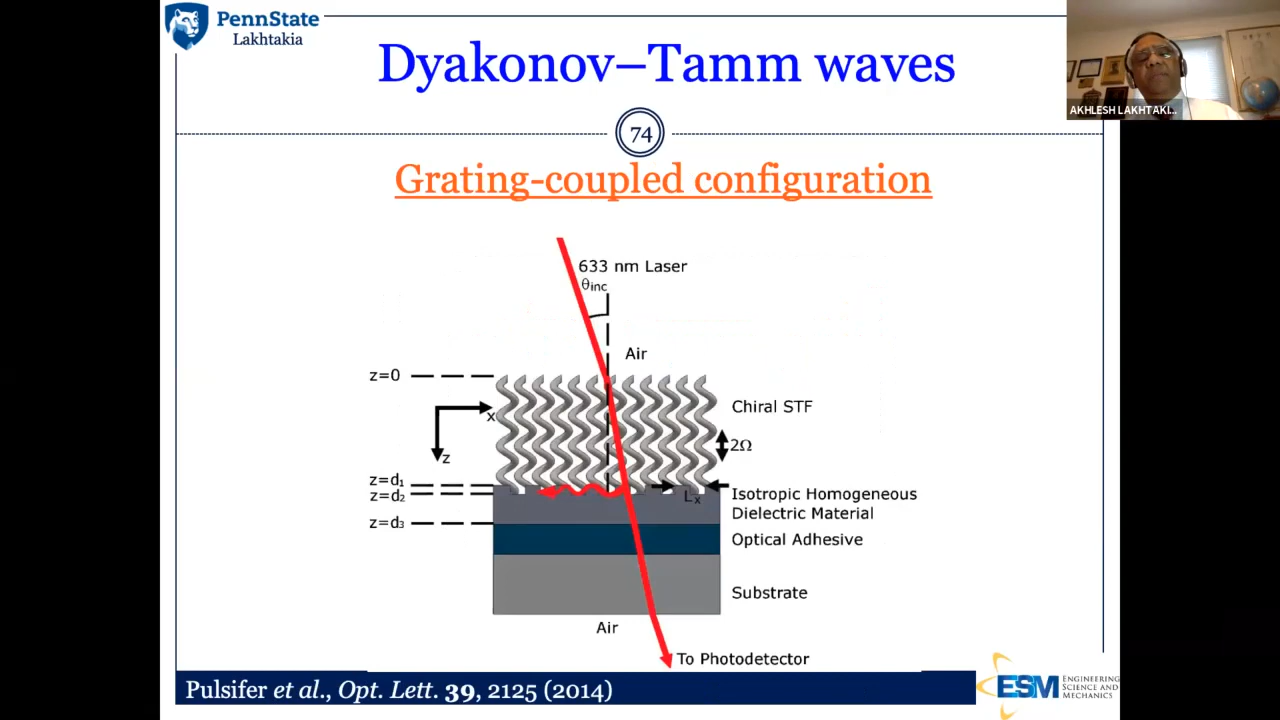 PennState
Lakhtakia
Dyakonov–Tamm waves
AKHLESH LAKHTAKI...
74
Grating-coupled configuration
633 nm Laser
θinc
Air
z=0
x
Chiral STF
2Ω
z
z=d₁
z=d₂
Lx
Isotropic Homogeneous
Dielectric Material
z=d₃
Optical Adhesive
Substrate
Air
To Photodetector
Pulsifer et al., Opt. Lett. 39, 2125 (2014)
ESM
ENGINEERING
SCIENCE AND
MECHANICS